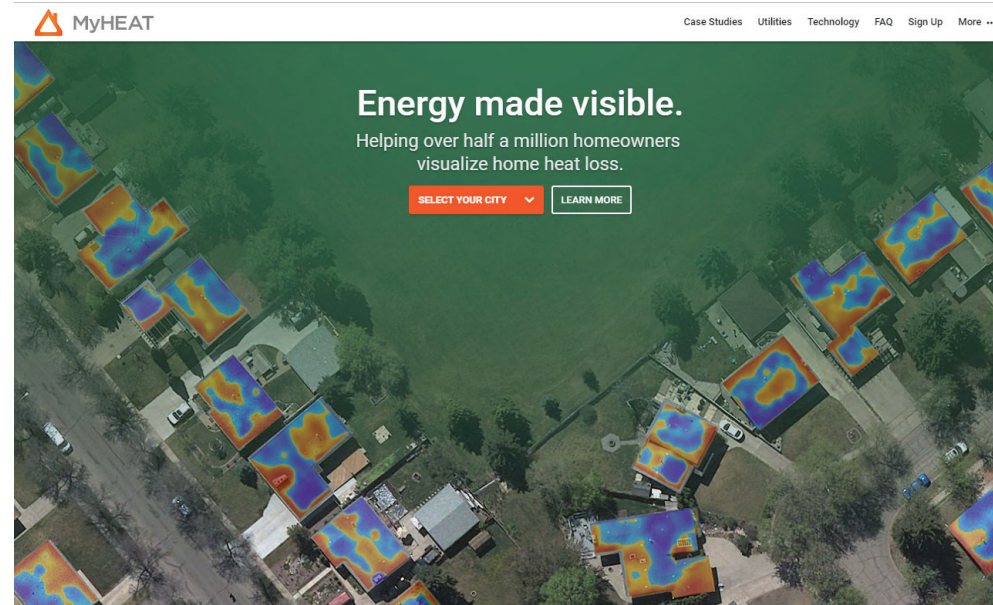 MyHEAT
Case Studies Utilities Technology FAQ Sign Up More ...
Energy made visible.
Helping over half a million homeowners
visualize home heat loss.
SELECT YOUR CITY
LEARN MORE